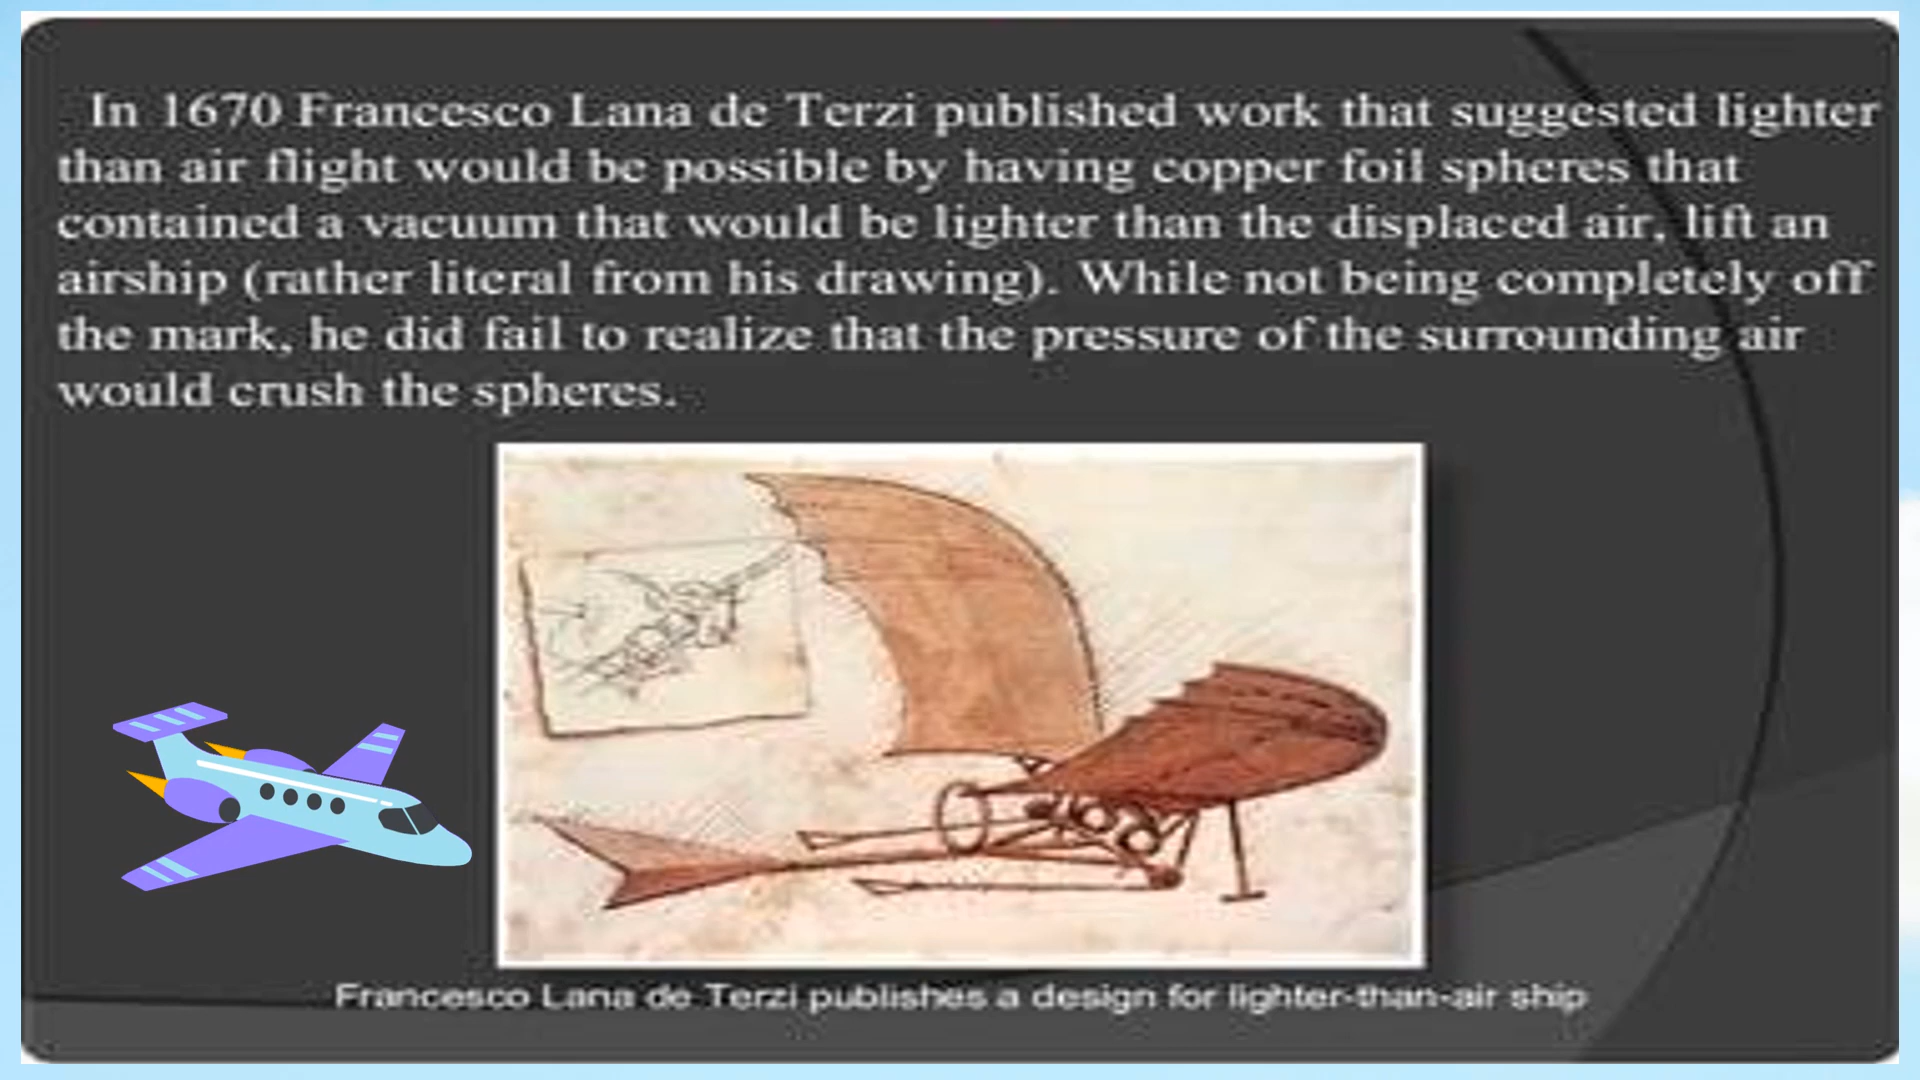 In 1670 Francesco Lana de Terzi published work that suggested lighter
than air flight would be possible by having copper foil spheres that
contained a vacuum that would be lighter than the displaced air, lift an
airship (rather literal from his drawing). While not being completely off
the mark, he did fail to realize that the pressure of the surrounding air
would crush the spheres.
Francesco Lana de Terzi publishes a design for lighter-than-air ship